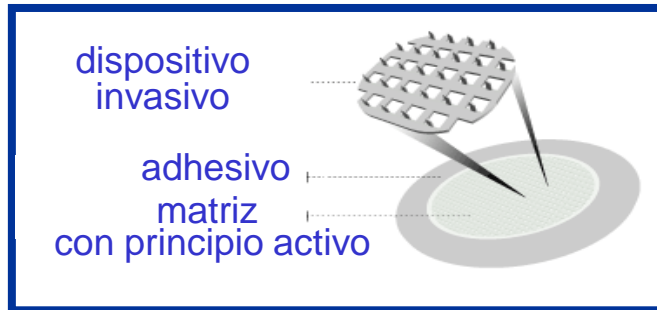 dispositivo
invasivo
adhesivo
matriz
con principio activo